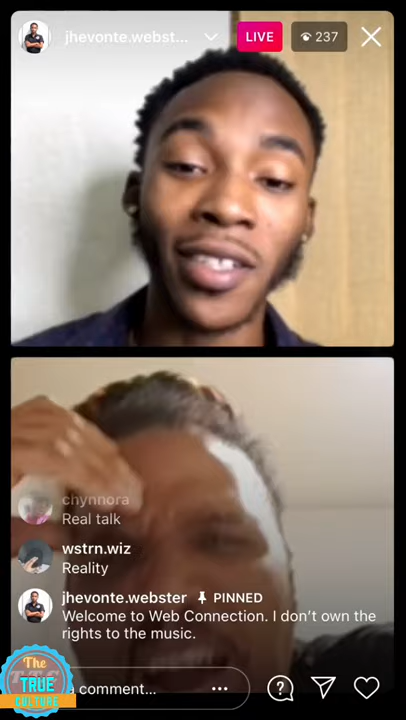 jhevonte.webst...
LIVE
237
chynnora
Real talk
wstrn.wiz
Reality
jhevonte.webster PINNED
Welcome to Web Connection. I don't own the
rights to the music.
a comment...
The
TRUE
CULTURE